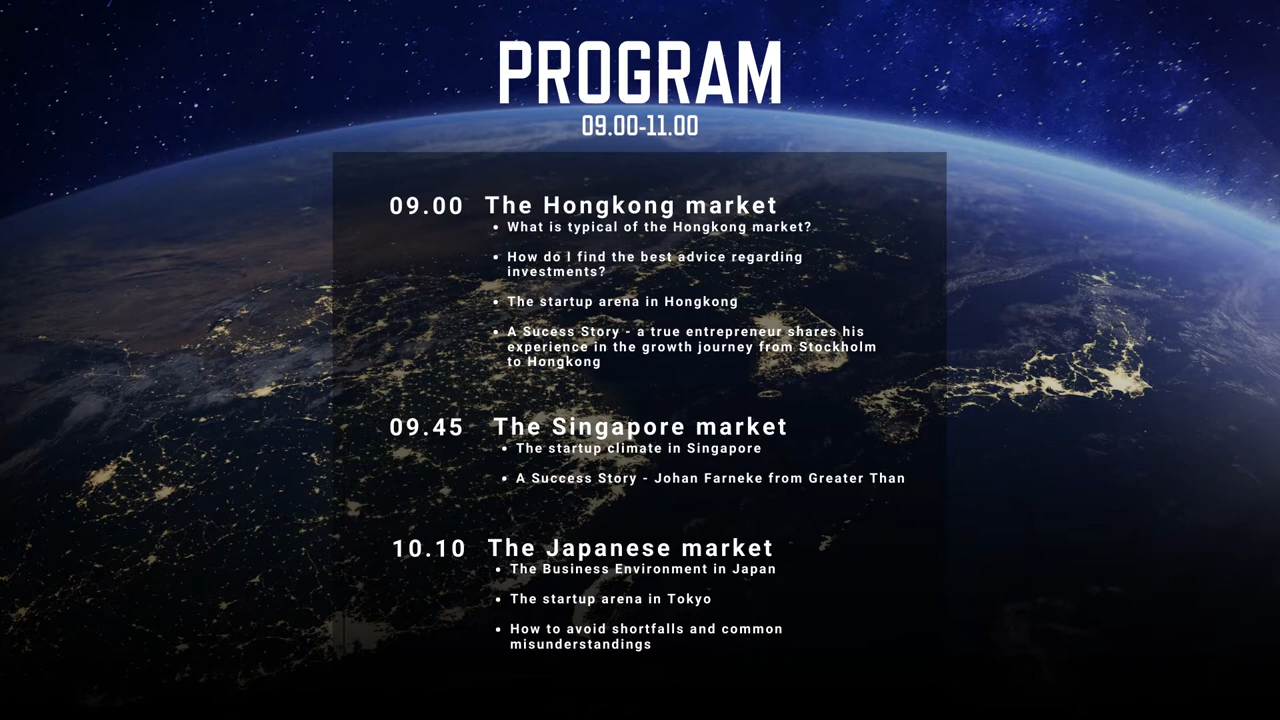 PROGRAM
09.00-11.00
09.00 The Hongkong market
• What is typical of the Hongkong market?
• How do I find the best advice regarding
investments?
• The startup arena in Hongkong
• A Sucess Story - a true entrepreneur shares his
experience in the growth journey from Stockholm
to Hongkong
09.45 The Singapore market
• The startup climate in Singapore
• A Success Story - Johan Farneke from Greater Than
10.10 The Japanese market
• The Business Environment in Japan
• The startup arena in Tokyo
• How to avoid shortfalls and common
misunderstandings